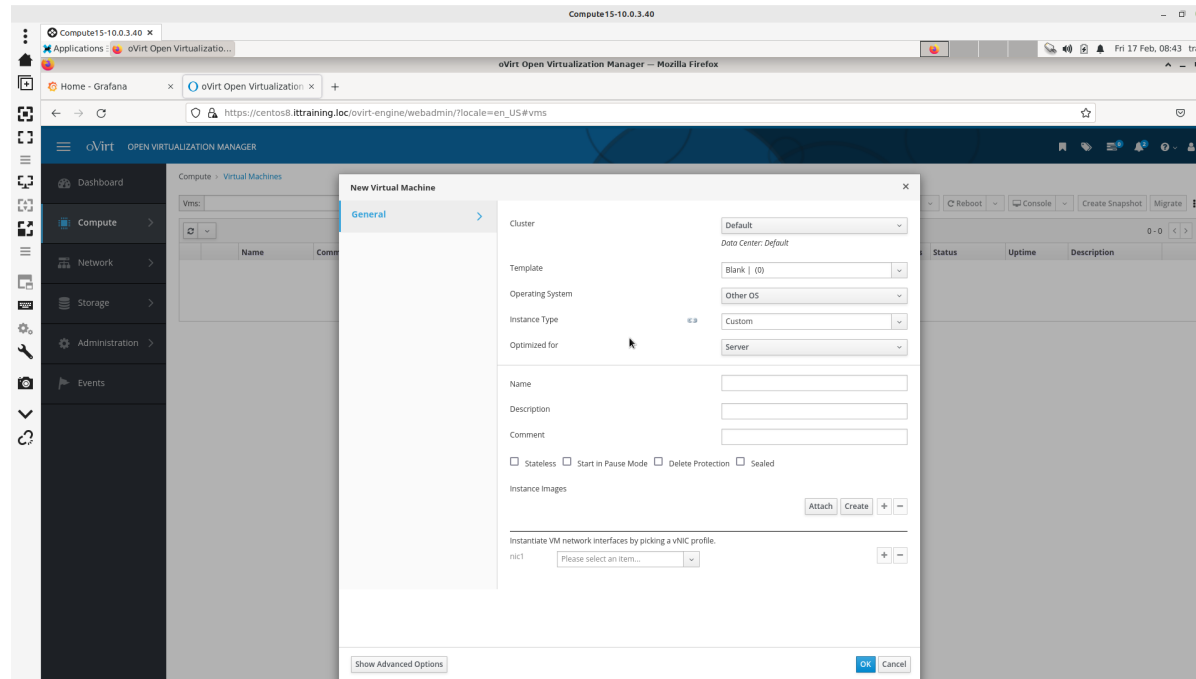 Compute15-10.0.3.40
Compute15-10.0.3.40 ×
Applications : oVirt Open Virtualizatio...
Fri 17 Feb, 08:43
oVirt Open Virtualization Manager — Mozilla Firefox
Home - Grafana ×
oVirt Open Virtualization × +
https://centos8.ittraining.loc/ovirt-engine/webadmin/?locale=en_US#vms
oVirt OPEN VIRTUALIZATION MANAGER
Dashboard
Compute
Network
Storage
Administration
Events
Compute > Virtual Machines
Vms:
Reboot Console Create Snapshot Migrate
0-0
Name Comm
Status Uptime Description
New Virtual Machine ×
General
Cluster Default
Data Center: Default
Template Blank | (0)
Operating System Other OS
Instance Type Custom
Optimized for Server
Name
Description
Comment
Stateless Start in Pause Mode Delete Protection Sealed
Instance Images
Attach Create + −
Instantiate VM network interfaces by picking a vNIC profile.
nic1 Please select an item... + −
Show Advanced Options OK Cancel